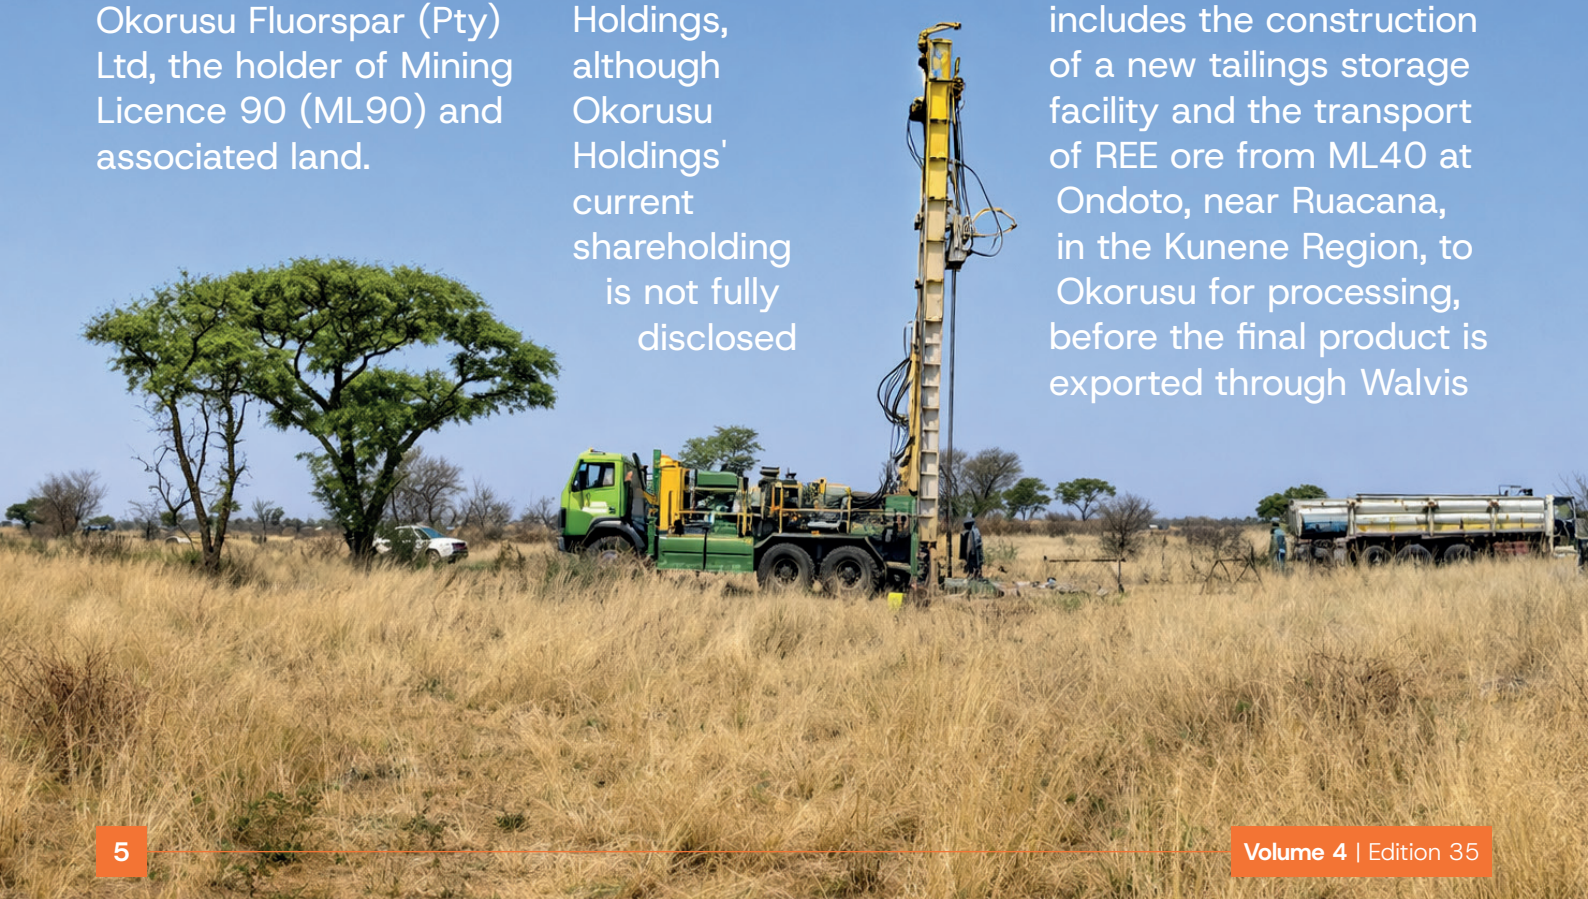 Okorusu Fluorspar (Pty)
Ltd, the holder of Mining
Licence 90 (ML90) and
associated land.
Holdings,
although
Okorusu
Holdings'
current
shareholding
is not fully
disclosed
includes the construction
of a new tailings storage
facility and the transport
of REE ore from ML40 at
Ondoto, near Ruacana,
in the Kunene Region, to
Okorusu for processing,
before the final product is
exported through Walvis
5
Volume 4 | Edition 35